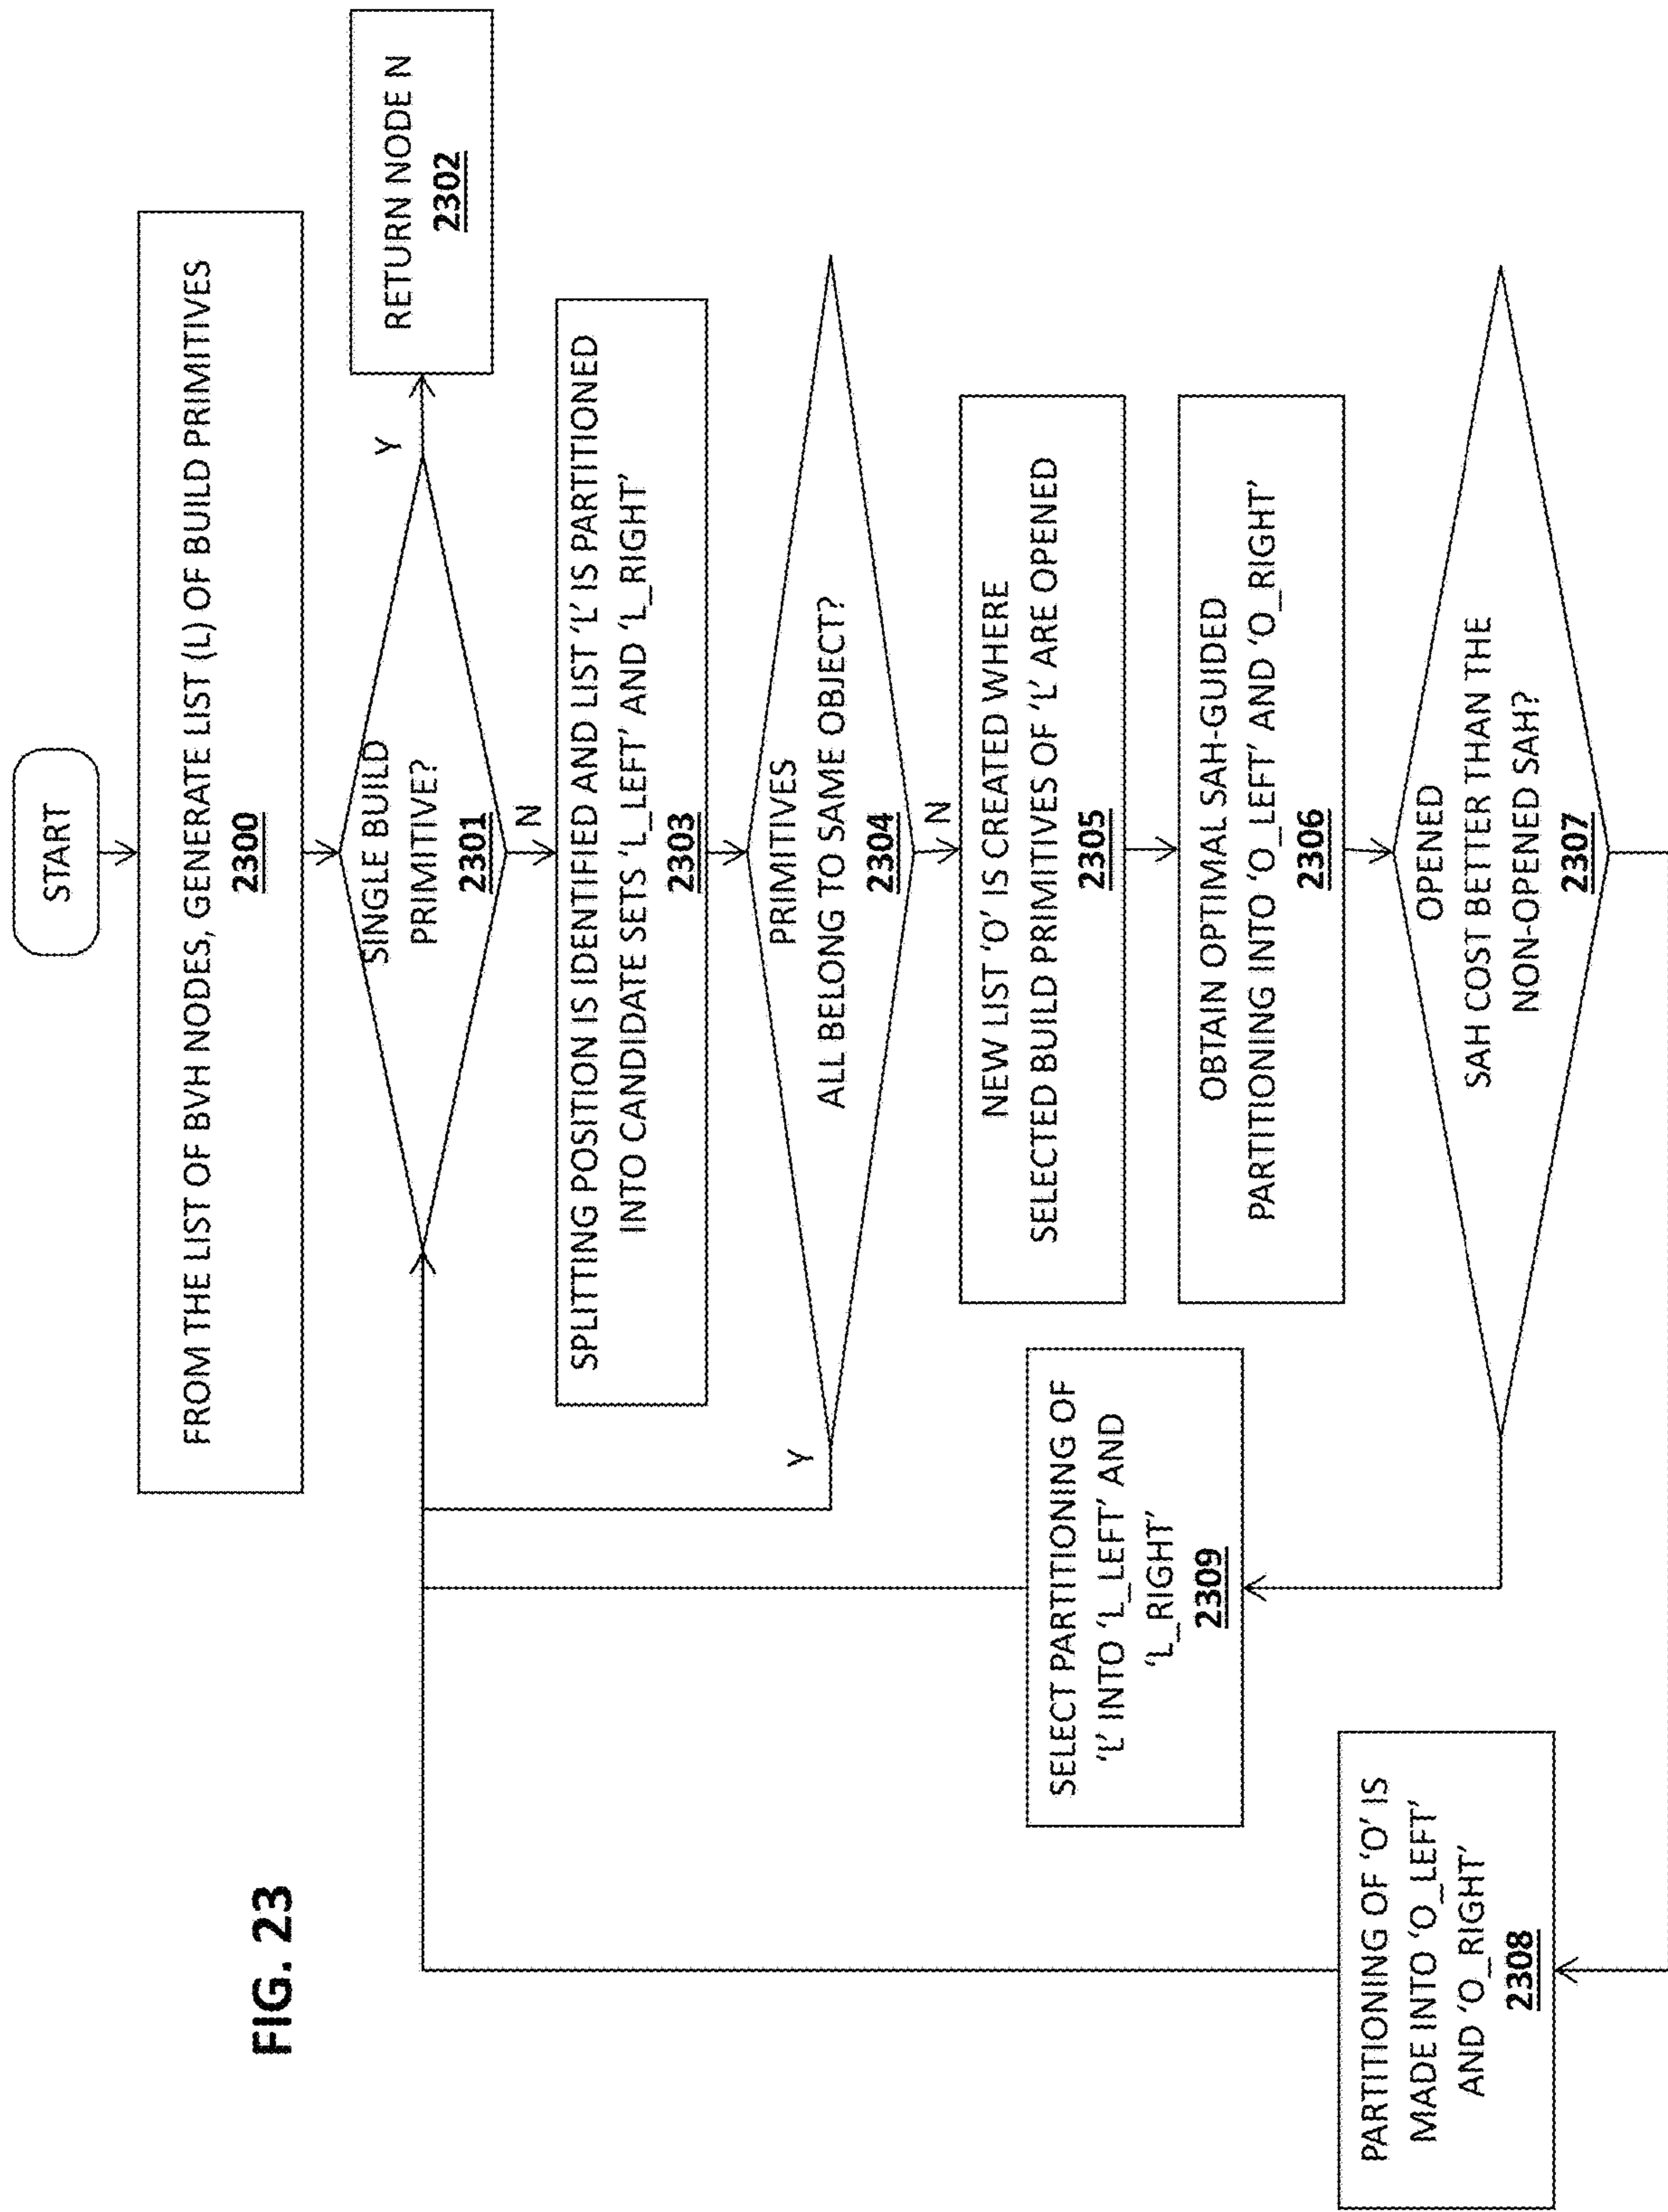 START
FROM THE LIST OF BVH NODES, GENERATE LIST (L) OF BUILD PRIMITIVES
2300
SINGLE BUILD
PRIMITIVE?
2301
Y
RETURN NODE N
2302
N
SPLITTING POSITION IS IDENTIFIED AND LIST ‘L’ IS PARTITIONED
INTO CANDIDATE SETS ‘L_LEFT’ AND ‘L_RIGHT’
2303
PRIMITIVES
ALL BELONG TO SAME OBJECT?
2304
Y
N
NEW LIST ‘O’ IS CREATED WHERE
SELECTED BUILD PRIMITIVES OF ‘L’ ARE OPENED
2305
OBTAIN OPTIMAL SAH-GUIDED
PARTITIONING INTO ‘O_LEFT’ AND ‘O_RIGHT’
2306
OPENED
SAH COST BETTER THAN THE
NON-OPENED SAH?
2307
SELECT PARTITIONING OF
‘L’ INTO ‘L_LEFT’ AND
‘L_RIGHT’
2309
PARTITIONING OF ‘O’ IS
MADE INTO ‘O_LEFT’
AND ‘O_RIGHT’
2308
FIG. 23